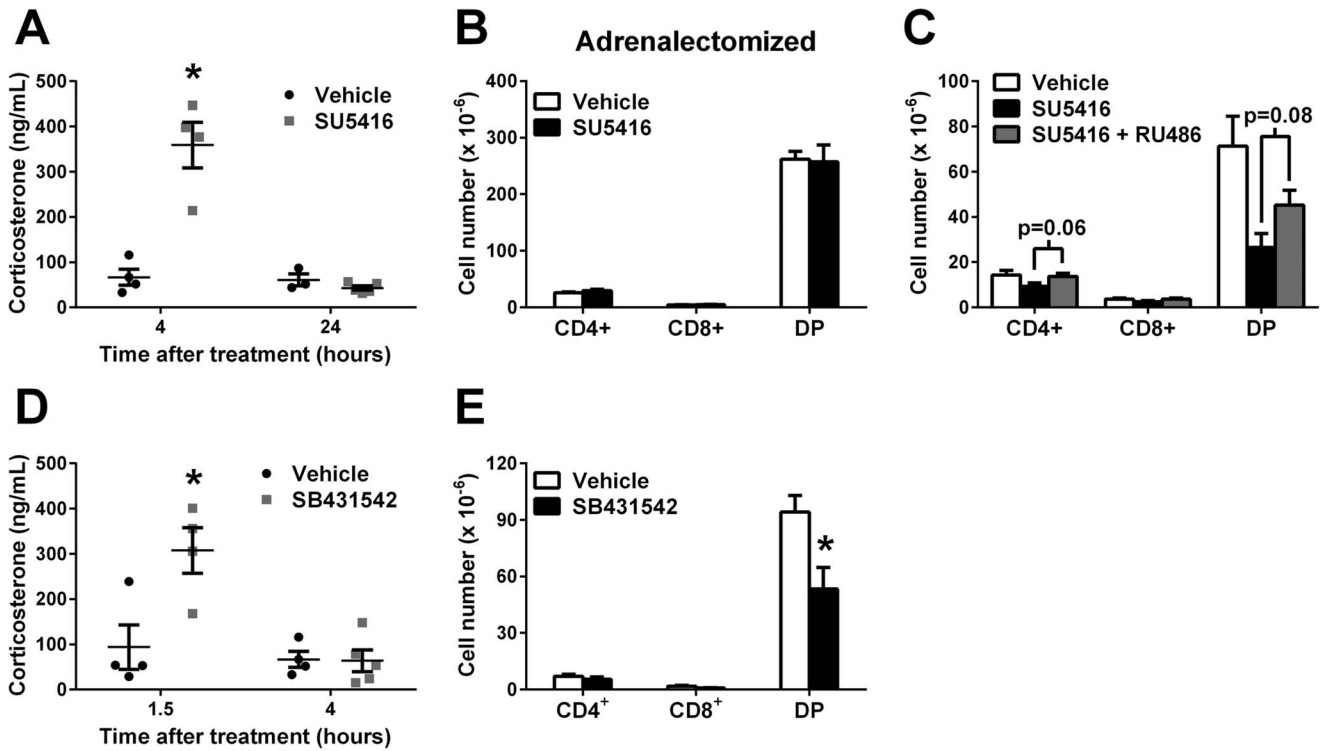 A
Corticosterone (ng/mL)
500
400
300
200
100
0
*
Vehicle
SU5416
4
24
Time after treatment (hours)
B
Adrenalectomized
Cell number (x 10-6)
400
300
200
100
0
Vehicle
SU5416
CD4+
CD8+
DP
C
Cell number (x 10-6)
100
80
60
40
20
0
Vehicle
SU5416
SU5416 + RU486
p=0.06
p=0.08
CD4+
CD8+
DP
D
Corticosterone (ng/mL)
500
400
300
200
100
0
*
Vehicle
SB431542
1.5
4
Time after treatment (hours)
E
Cell number (x 10-6)
120
90
60
30
0
Vehicle
SB431542
*
CD4+
CD8+
DP